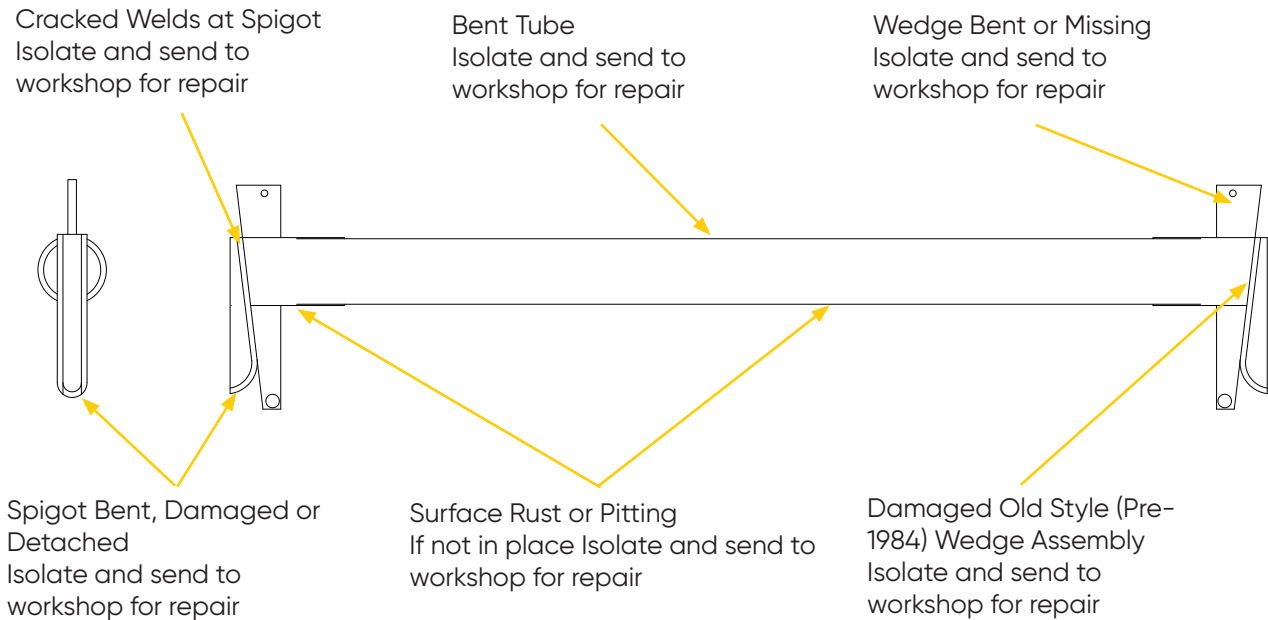 Cracked Welds at Spigot
Isolate and send to
workshop for repair
Bent Tube
Isolate and send to
workshop for repair
Wedge Bent or Missing
Isolate and send to
workshop for repair
Spigot Bent, Damaged or
Detached
Isolate and send to
workshop for repair
Surface Rust or Pitting
If not in place Isolate and send to
workshop for repair
Damaged Old Style (Pre-
1984) Wedge Assembly
Isolate and send to
workshop for repair